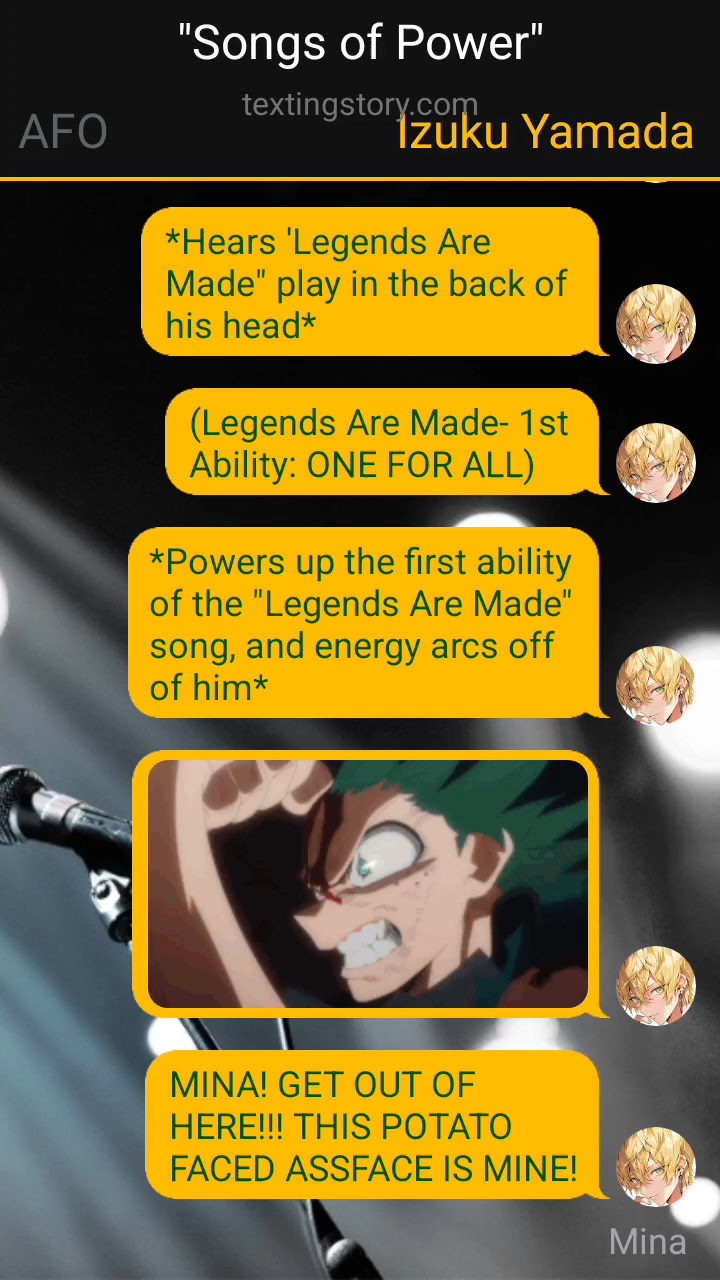 "Songs of Power"
textingstory.com
AFO
Izuku Yamada
*Hears 'Legends Are
Made" play in the back of
his head*
(Legends Are Made- 1st
Ability: ONE FOR ALL)
*Powers up the first ability
of the "Legends Are Made"
song, and energy arcs off
of him*
MINA! GET OUT OF
HERE!!! THIS POTATO
FACED ASSFACE IS MINE!
Mina